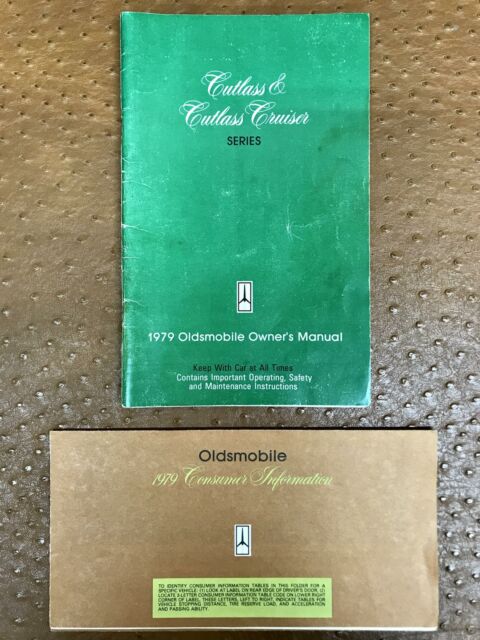 Cutlass &
Cutlass Cruiser
SERIES
1979 Oldsmobile Owner's Manual
Keep With Car at All Times
Contains Important Operating, Safety
and Maintenance Instructions
Oldsmobile
1979 Consumer Information
TO IDENTIFY CONSUMER INFORMATION TABLES IN THIS FOLDER FOR A
SPECIFIC VEHICLE: (1) LOOK AT LABEL ON REAR EDGE OF DRIVER'S DOOR, (2)
LOCATE 3-LETTER CONSUMER INFORMATION TABLE CODE ON LOWER RIGHT
CORNER OF LABEL. THESE LETTERS, LEFT TO RIGHT, INDICATE TABLES FOR
VEHICLE STOPPING DISTANCE, TIRE RESERVE LOAD, AND ACCELERATION
AND PASSING ABILITY.